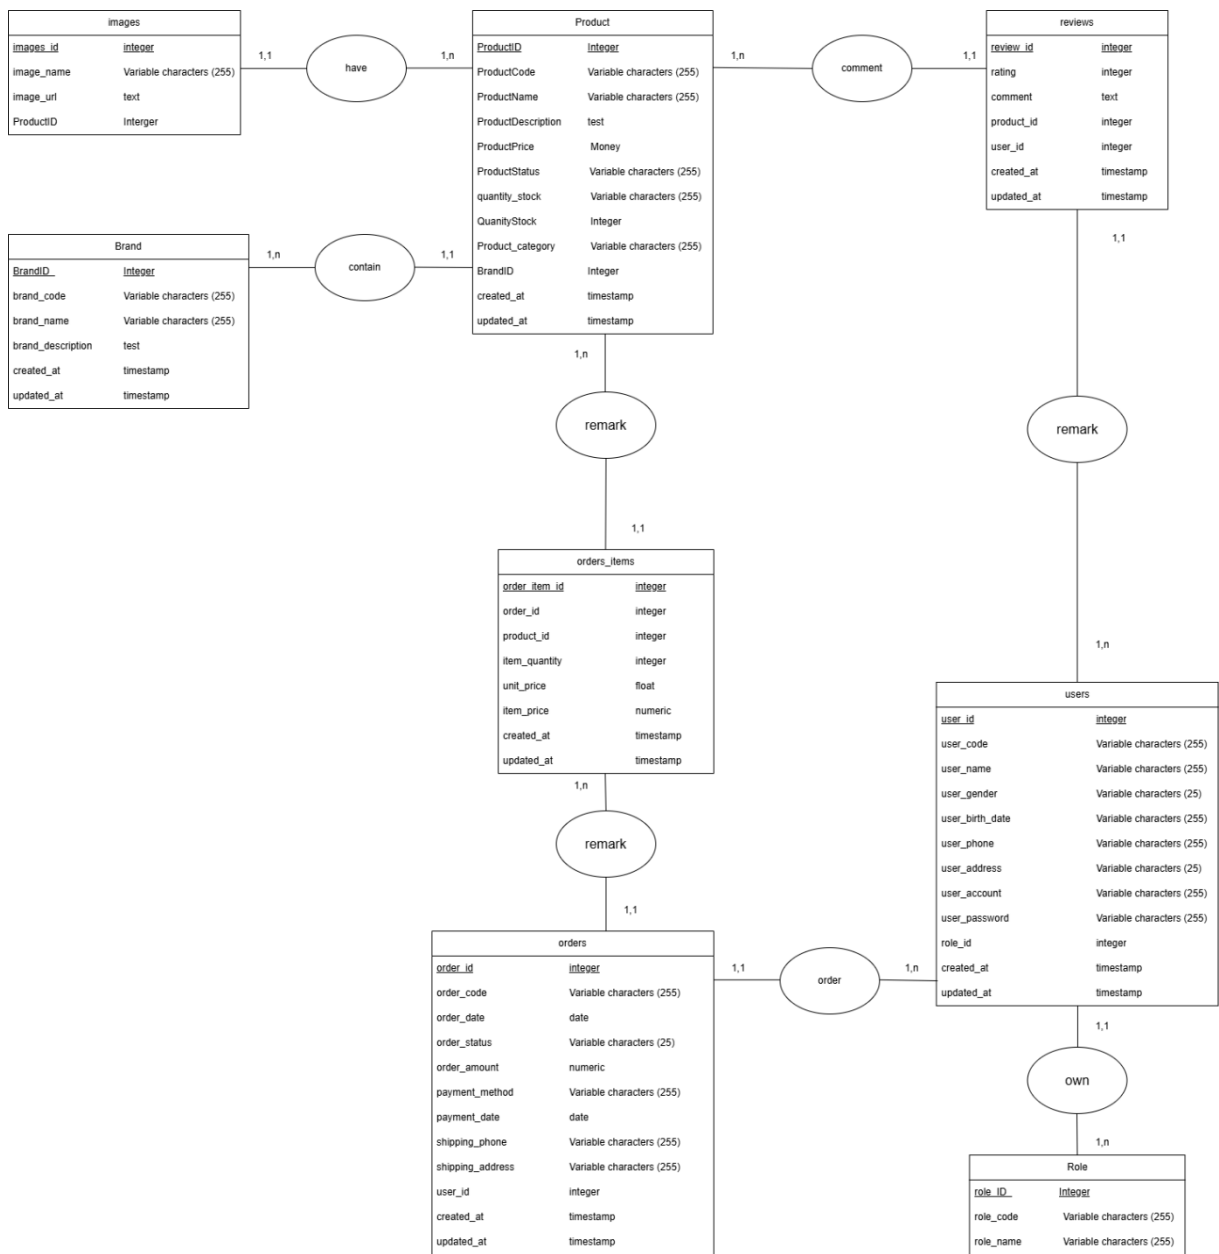 images
images_id integer
image_name Variable characters (255)
image_url text
ProductID Interger
1,1
have
1,n
Product
ProductID Integer
ProductCode Variable characters (255)
ProductName Variable characters (255)
ProductDescription test
ProductPrice Money
ProductStatus Variable characters (255)
quantity_stock Variable characters (255)
QuanityStock Integer
Product_category Variable characters (255)
BrandID Integer
created_at timestamp
updated_at timestamp
1,n
comment
1,1
reviews
review_id integer
rating integer
comment text
product_id integer
user_id integer
created_at timestamp
updated_at timestamp
1,1
Brand
BrandID_ Integer
brand_code Variable characters (255)
brand_name Variable characters (255)
brand_description test
created_at timestamp
updated_at timestamp
1,n
contain
1,1
1,n
remark
1,1
remark
1,n
orders_items
order_item_id integer
order_id integer
product_id integer
item_quantity integer
unit_price float
item_price numeric
created_at timestamp
updated_at timestamp
1,n
remark
1,1
users
user_id integer
user_code Variable characters (255)
user_name Variable characters (255)
user_gender Variable characters (25)
user_birth_date Variable characters (255)
user_phone Variable characters (255)
user_address Variable characters (25)
user_account Variable characters (255)
user_password Variable characters (255)
role_id integer
created_at timestamp
updated_at timestamp
orders
order_id integer
order_code Variable characters (255)
order_date date
order_status Variable characters (25)
order_amount numeric
payment_method Variable characters (255)
payment_date date
shipping_phone Variable characters (255)
shipping_address Variable characters (255)
user_id integer
created_at timestamp
updated_at timestamp
1,1
order
1,n
1,1
own
1,n
Role
role_ID_ Integer
role_code Variable characters (255)
role_name Variable characters (255)